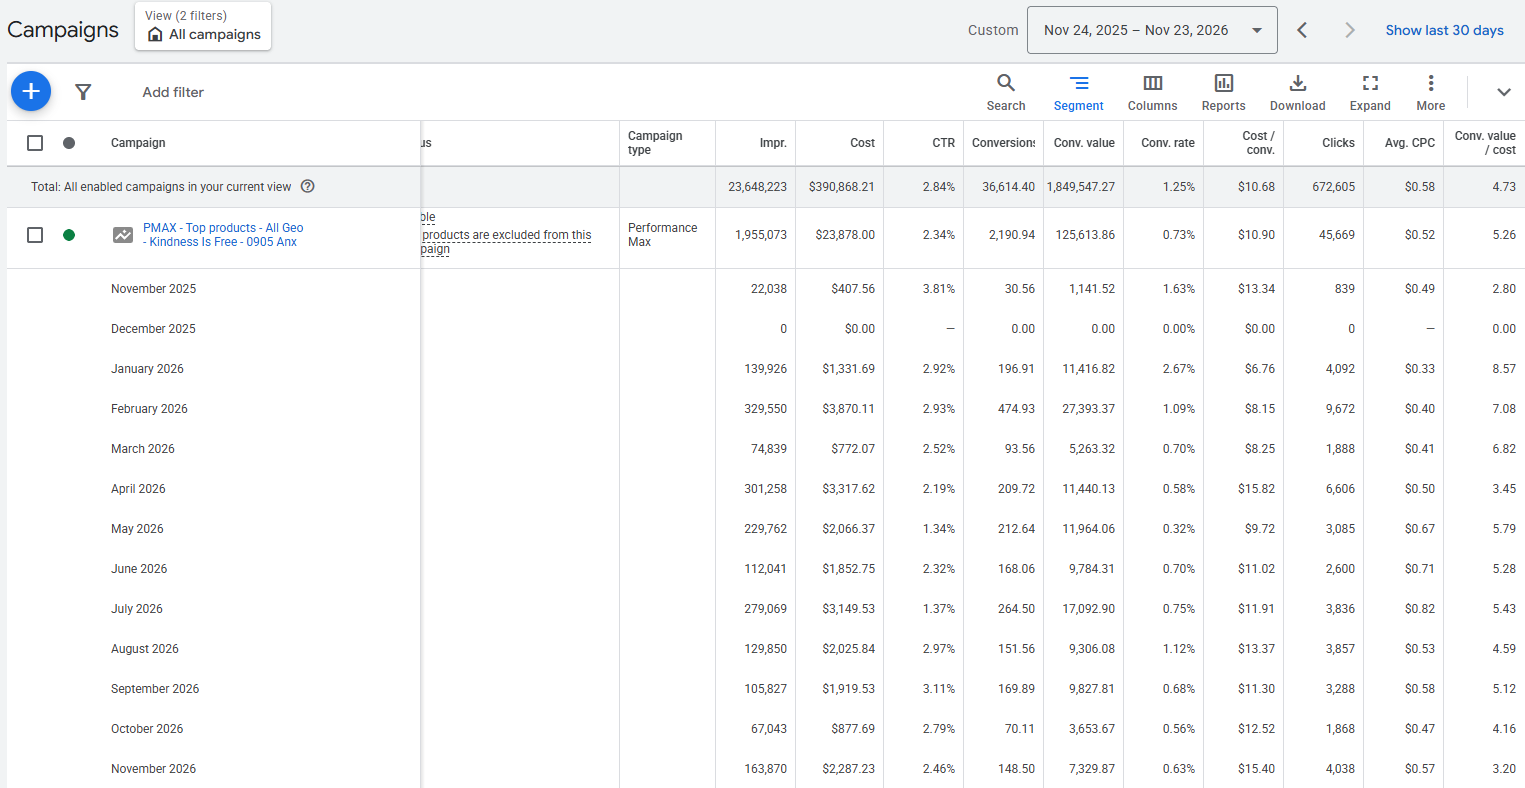 Campaigns
View (2 filters)
All campaigns
Custom
Nov 24, 2025 – Nov 23, 2026
Show last 30 days
Add filter
Search
Segment
Columns
Reports
Download
Expand
More
Campaign us Campaign type Impr. Cost CTR Conversions Conv. value Conv. rate Cost / conv. Clicks Avg. CPC Conv. value / cost
Total: All enabled campaigns in your current view 23,648,223 $390,868.21 2.84% 36,614.40 1,849,547.27 1.25% $10.68 672,605 $0.58 4.73
PMAX - Top products - All Geo
- Kindness Is Free - 0905 Anx
ble
products are excluded from this
paign
Performance
Max
1,955,073 $23,878.00 2.34% 2,190.94 125,613.86 0.73% $10.90 45,669 $0.52 5.26
November 2025 22,038 $407.56 3.81% 30.56 1,141.52 1.63% $13.34 839 $0.49 2.80
December 2025 0 $0.00 — 0.00 0.00 0.00% $0.00 0 — 0.00
January 2026 139,926 $1,331.69 2.92% 196.91 11,416.82 2.67% $6.76 4,092 $0.33 8.57
February 2026 329,550 $3,870.11 2.93% 474.93 27,393.37 1.09% $8.15 9,672 $0.40 7.08
March 2026 74,839 $772.07 2.52% 93.56 5,263.32 0.70% $8.25 1,888 $0.41 6.82
April 2026 301,258 $3,317.62 2.19% 209.72 11,440.13 0.58% $15.82 6,606 $0.50 3.45
May 2026 229,762 $2,066.37 1.34% 212.64 11,964.06 0.32% $9.72 3,085 $0.67 5.79
June 2026 112,041 $1,852.75 2.32% 168.06 9,784.31 0.70% $11.02 2,600 $0.71 5.28
July 2026 279,069 $3,149.53 1.37% 264.50 17,092.90 0.75% $11.91 3,836 $0.82 5.43
August 2026 129,850 $2,025.84 2.97% 151.56 9,306.08 1.12% $13.37 3,857 $0.53 4.59
September 2026 105,827 $1,919.53 3.11% 169.89 9,827.81 0.68% $11.30 3,288 $0.58 5.12
October 2026 67,043 $877.69 2.79% 70.11 3,653.67 0.56% $12.52 1,868 $0.47 4.16
November 2026 163,870 $2,287.23 2.46% 148.50 7,329.87 0.63% $15.40 4,038 $0.57 3.20